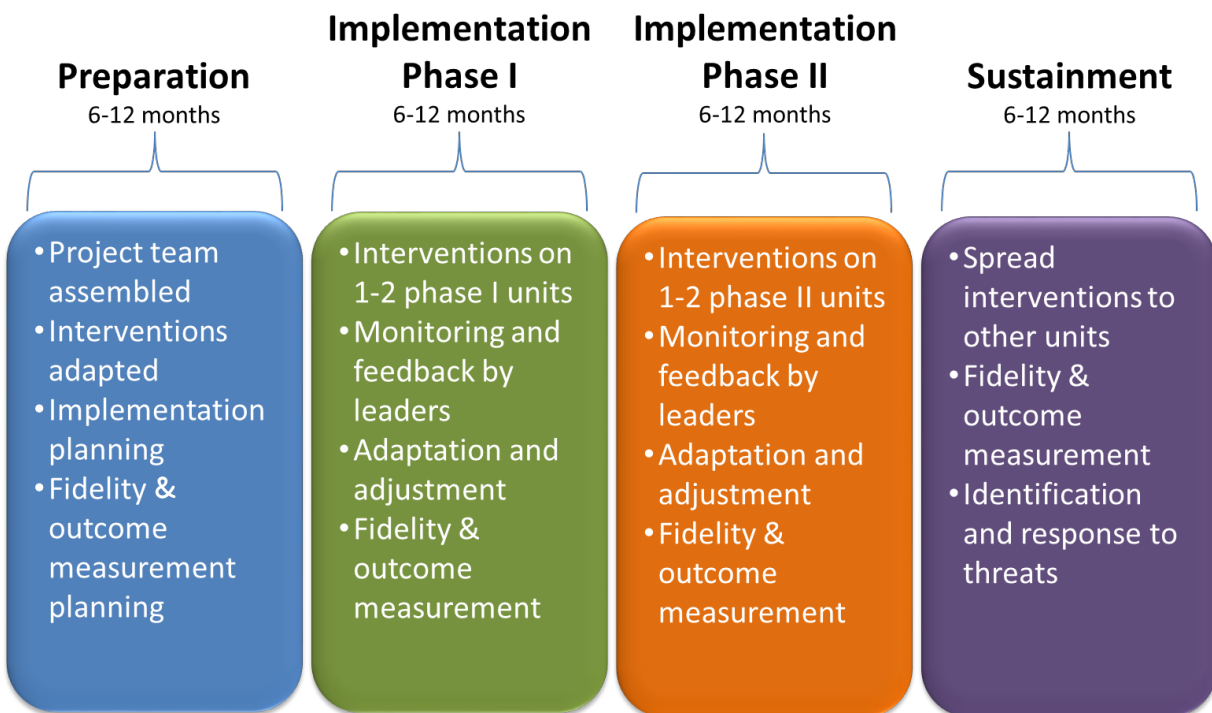 Preparation
6-12 months
• Project team
assembled
• Interventions
adapted
• Implementation
planning
• Fidelity &
outcome
measurement
planning
Implementation
Phase I
6-12 months
• Interventions on
1-2 phase I units
• Monitoring and
feedback by
leaders
• Adaptation and
adjustment
• Fidelity &
outcome
measurement
Implementation
Phase II
6-12 months
• Interventions on
1-2 phase II units
• Monitoring and
feedback by
leaders
• Adaptation and
adjustment
• Fidelity &
outcome
measurement
Sustainment
6-12 months
• Spread
interventions to
other units
• Fidelity &
outcome
measurement
• Identification
and response to
threats